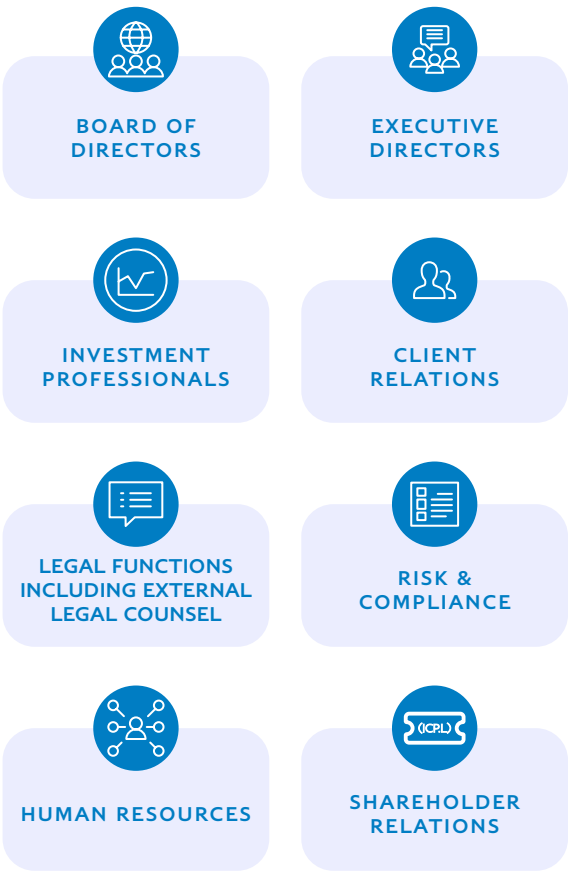 BOARD OF
DIRECTORS
EXECUTIVE
DIRECTORS
INVESTMENT
PROFESSIONALS
CLIENT
RELATIONS
LEGAL FUNCTIONS
INCLUDING EXTERNAL
LEGAL COUNSEL
RISK &
COMPLIANCE
HUMAN RESOURCES
(ICP.L)
SHAREHOLDER
RELATIONS